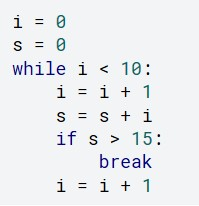 i = 0
s = 0
while i < 10:
    i = i + 1
    s = s + i
    if s > 15:
        break
    i = i + 1